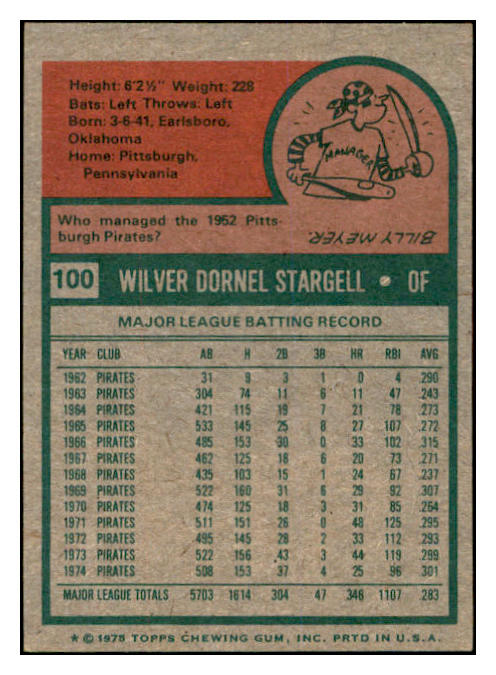 Height: 6'2½" Weight: 228
Bats: Left Throws: Left
Born: 3-6-41, Earlsboro,
Oklahoma
Home: Pittsburgh,
Pennsylvania
MANAGER
Who managed the 1952 Pitts-
burgh Pirates?
BILLY MEYER.
100 WILVER DORNEL STARGELL • OF
MAJOR LEAGUE BATTING RECORD
YEAR CLUB AB H 2B 3B HR RBI AVG
1962 PIRATES 31 9 3 1 0 4 .290
1963 PIRATES 304 74 11 6 11 47 .243
1964 PIRATES 421 115 19 7 21 78 .273
1965 PIRATES 533 145 25 8 27 107 .272
1966 PIRATES 485 153 30 0 33 102 .315
1967 PIRATES 462 125 18 6 20 73 .271
1968 PIRATES 435 103 15 1 24 67 .237
1969 PIRATES 522 160 31 6 29 92 .307
1970 PIRATES 474 125 18 3 31 85 .264
1971 PIRATES 511 151 26 0 48 125 .295
1972 PIRATES 495 145 28 2 33 112 .293
1973 PIRATES 522 156 43 3 44 119 .299
1974 PIRATES 508 153 37 4 25 96 .301
MAJOR LEAGUE TOTALS 5703 1614 304 47 346 1107 .283
★ © 1975 TOPPS CHEWING GUM, INC. PRTD IN U.S.A.